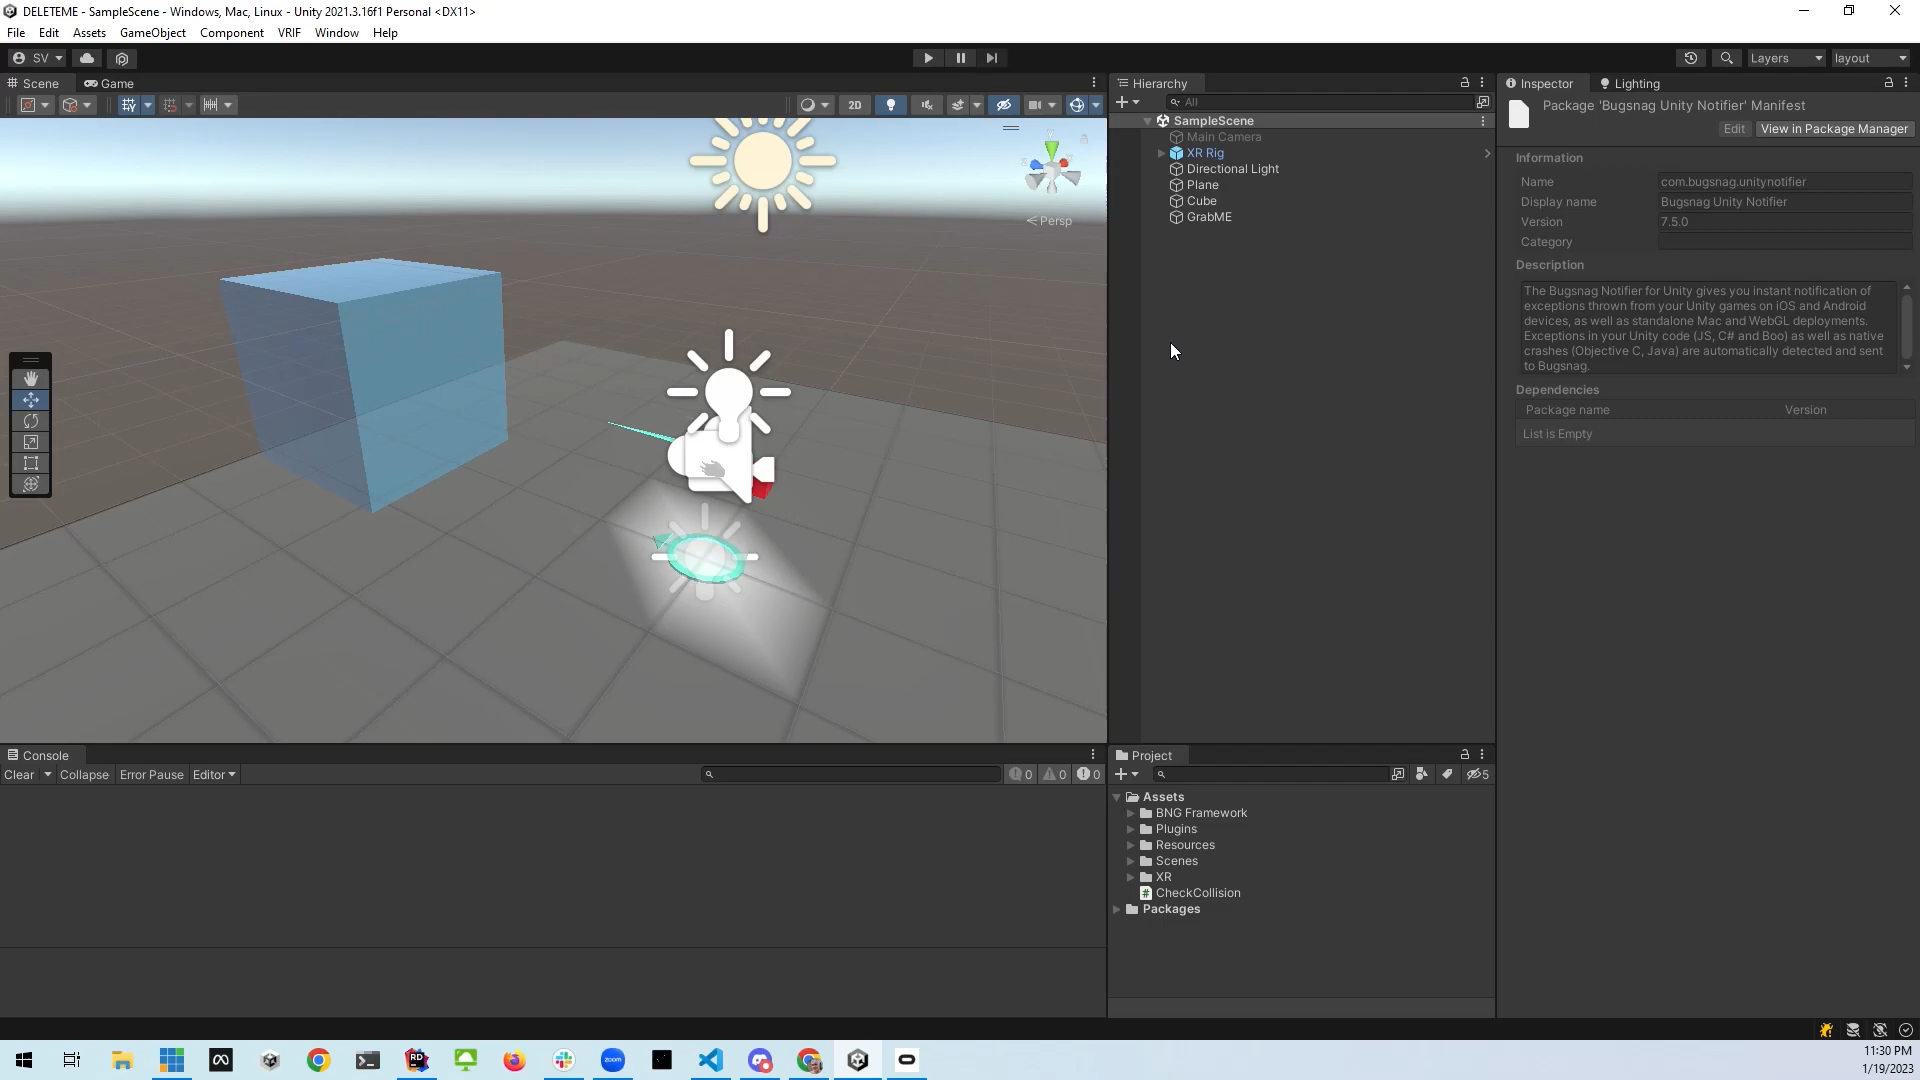 DELETEME - SampleScene - Windows, Mac, Linux - Unity 2021.3.16f1 Personal <DX11>
File Edit Assets GameObject Component VRIF Window Help
SV
Layers
layout
Scene
Game
2D
Persp
Hierarchy
All
SampleScene
Main Camera
XR Rig
Directional Light
Plane
Cube
GrabME
Inspector
Lighting
Package 'Bugsnag Unity Notifier' Manifest
Edit
View in Package Manager
Information
Name com.bugsnag.unitynotifier
Display name Bugsnag Unity Notifier
Version 7.5.0
Category
Description
The Bugsnag Notifier for Unity gives you instant notification of
exceptions thrown from your Unity games on iOS and Android
devices, as well as standalone Mac and WebGL deployments.
Exceptions in your Unity code (JS, C# and Boo) as well as native
crashes (Objective C, Java) are automatically detected and sent
to Bugsnag.
Dependencies
Package name Version
List is Empty
Console
Clear Collapse Error Pause Editor
0 0 0
Project
5
Assets
BNG Framework
Plugins
Resources
Scenes
XR
CheckCollision
Packages
RD
zoom
11:30 PM
1/19/2023